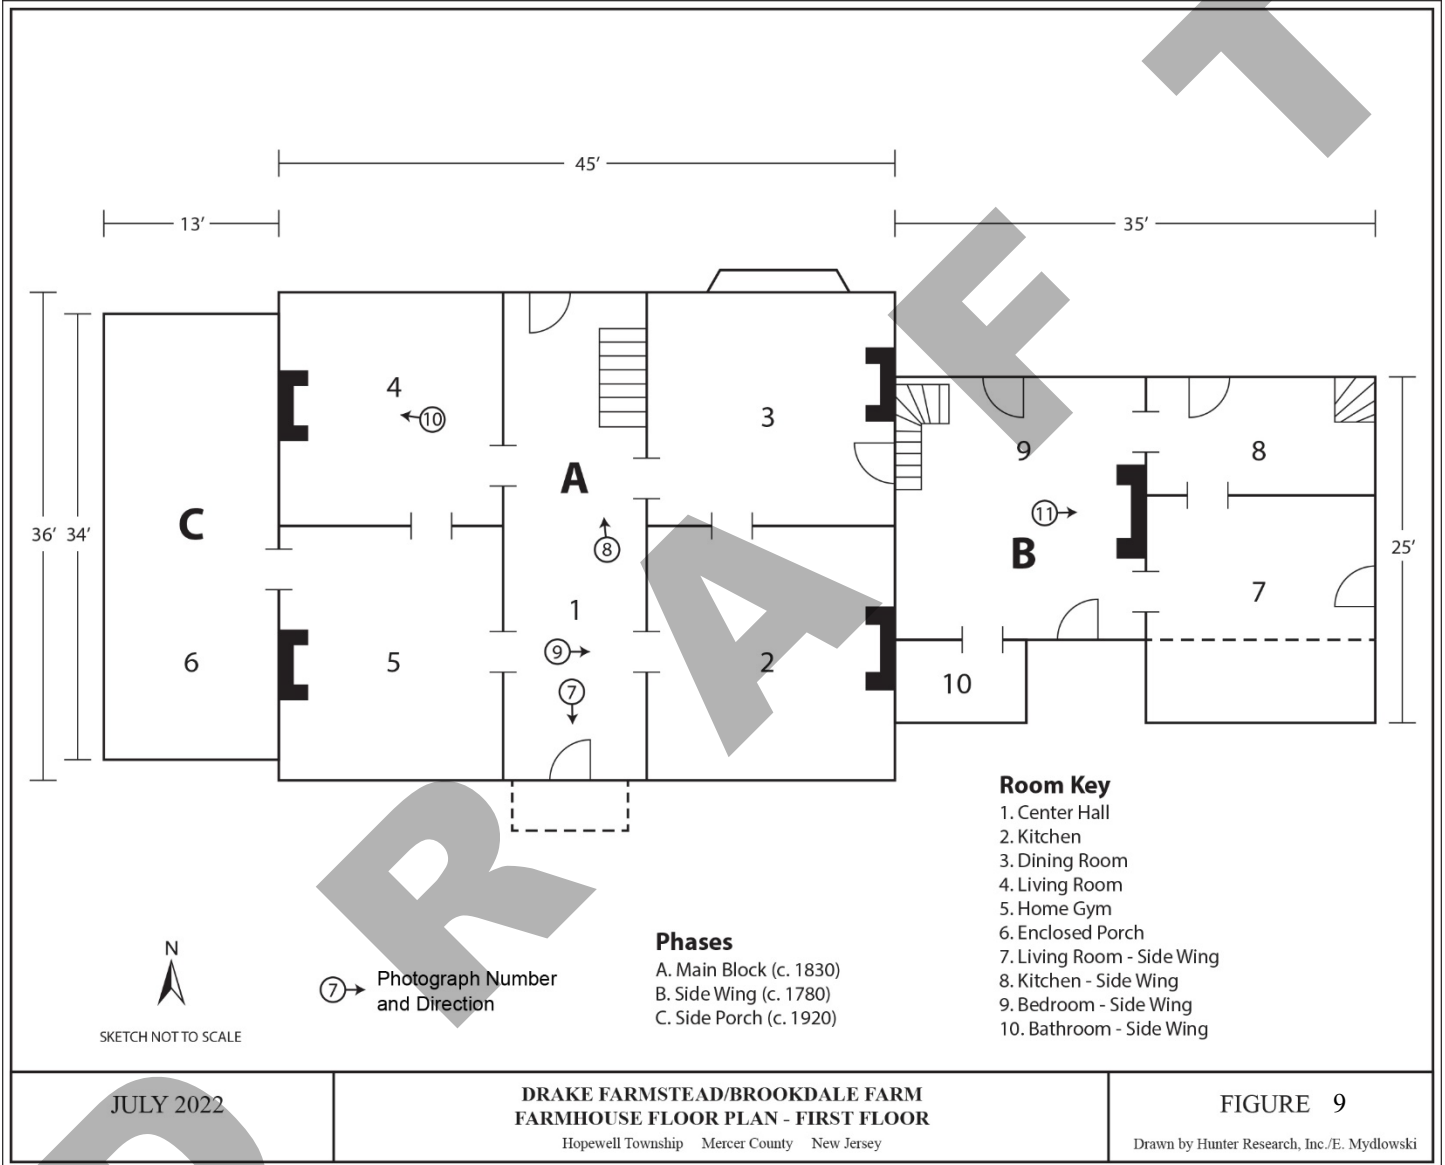 45′
13′
35′
4
10
3
9
8
A
36′
34′
C
11
8
B
25′
7
1
9
6
5
2
7
10
Room Key
1. Center Hall
2. Kitchen
3. Dining Room
4. Living Room
5. Home Gym
6. Enclosed Porch
7. Living Room - Side Wing
8. Kitchen - Side Wing
9. Bedroom - Side Wing
10. Bathroom - Side Wing
Phases
A. Main Block (c. 1830)
B. Side Wing (c. 1780)
C. Side Porch (c. 1920)
N
7
Photograph Number
and Direction
SKETCH NOT TO SCALE
DRAFT
JULY 2022
DRAKE FARMSTEAD/BROOKDALE FARM
FARMHOUSE FLOOR PLAN - FIRST FLOOR
Hopewell Township Mercer County New Jersey
FIGURE 9
Drawn by Hunter Research, Inc./E. Mydlowski